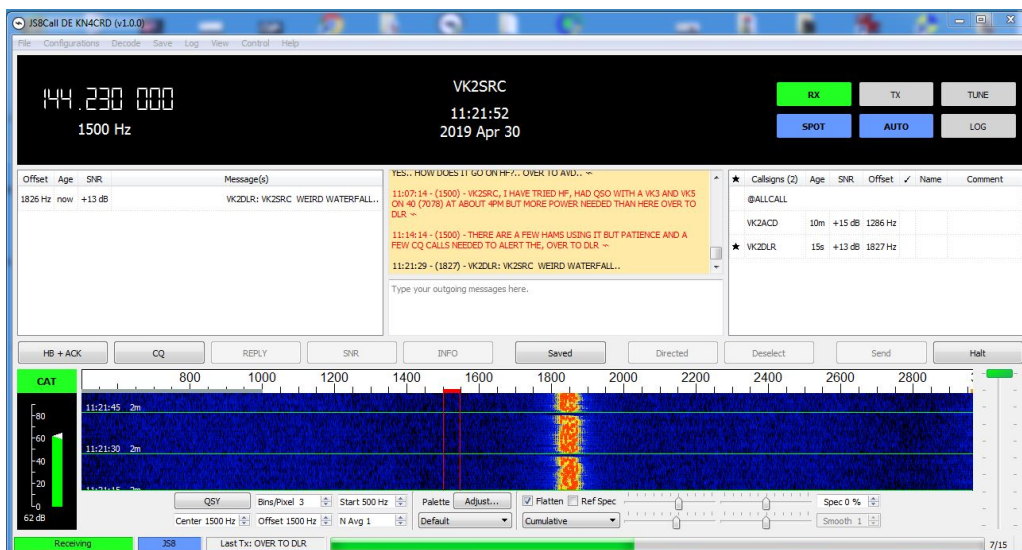 JS8Call DE KN4CRD (v1.0.0)
File Configurations Decode Save Log View Control Help
144.230 000
1500 Hz
VK2SRC
11:21:52
2019 Apr 30
RX TX TUNE
SPOT AUTO LOG
Offset Age SNR Message(s)
1826 Hz now +13 dB VK2DLR: VK2SRC WEIRD WATERFALL..
YES.. HOW DOES IT GO ON HF?.. OVER TO AVD..
11:07:14 - (1500) - VK2SRC, I HAVE TRIED HF, HAD QSO WITH A VK3 AND VK5
ON 40 (7078) AT ABOUT 4PM BUT MORE POWER NEEDED THAN HERE OVER TO
DLR
11:14:14 - (1500) - THERE ARE A FEW HAMS USING IT BUT PATIENCE AND A
FEW CQ CALLS NEEDED TO ALERT THE, OVER TO DLR
11:21:29 - (1827) - VK2DLR: VK2SRC WEIRD WATERFALL..
Type your outgoing messages here.
★ Callsigns (2) Age SNR Offset ✓ Name Comment
@ALLCALL
VK2ACD 10m +15 dB 1286 Hz
★ VK2DLR 15s +13 dB 1827 Hz
HB + ACK CQ REPLY SNR INFO Saved Directed Deselect Send Halt
CAT
800 1000 1200 1400 1600 1800 2000 2200 2400 2600 2800
11:21:45 2m
11:21:30 2m
11:21:15 2m
80
60
40
20
0
62 dB
QSY Bins/Pixel 3 Start 500 Hz Palette Adjust... Flatten Ref Spec Spec 0 %
Center 1500 Hz Offset 1500 Hz N Avg 1 Default Cumulative Smooth 1
Receiving JS8 Last Tx: OVER TO DLR 7/15